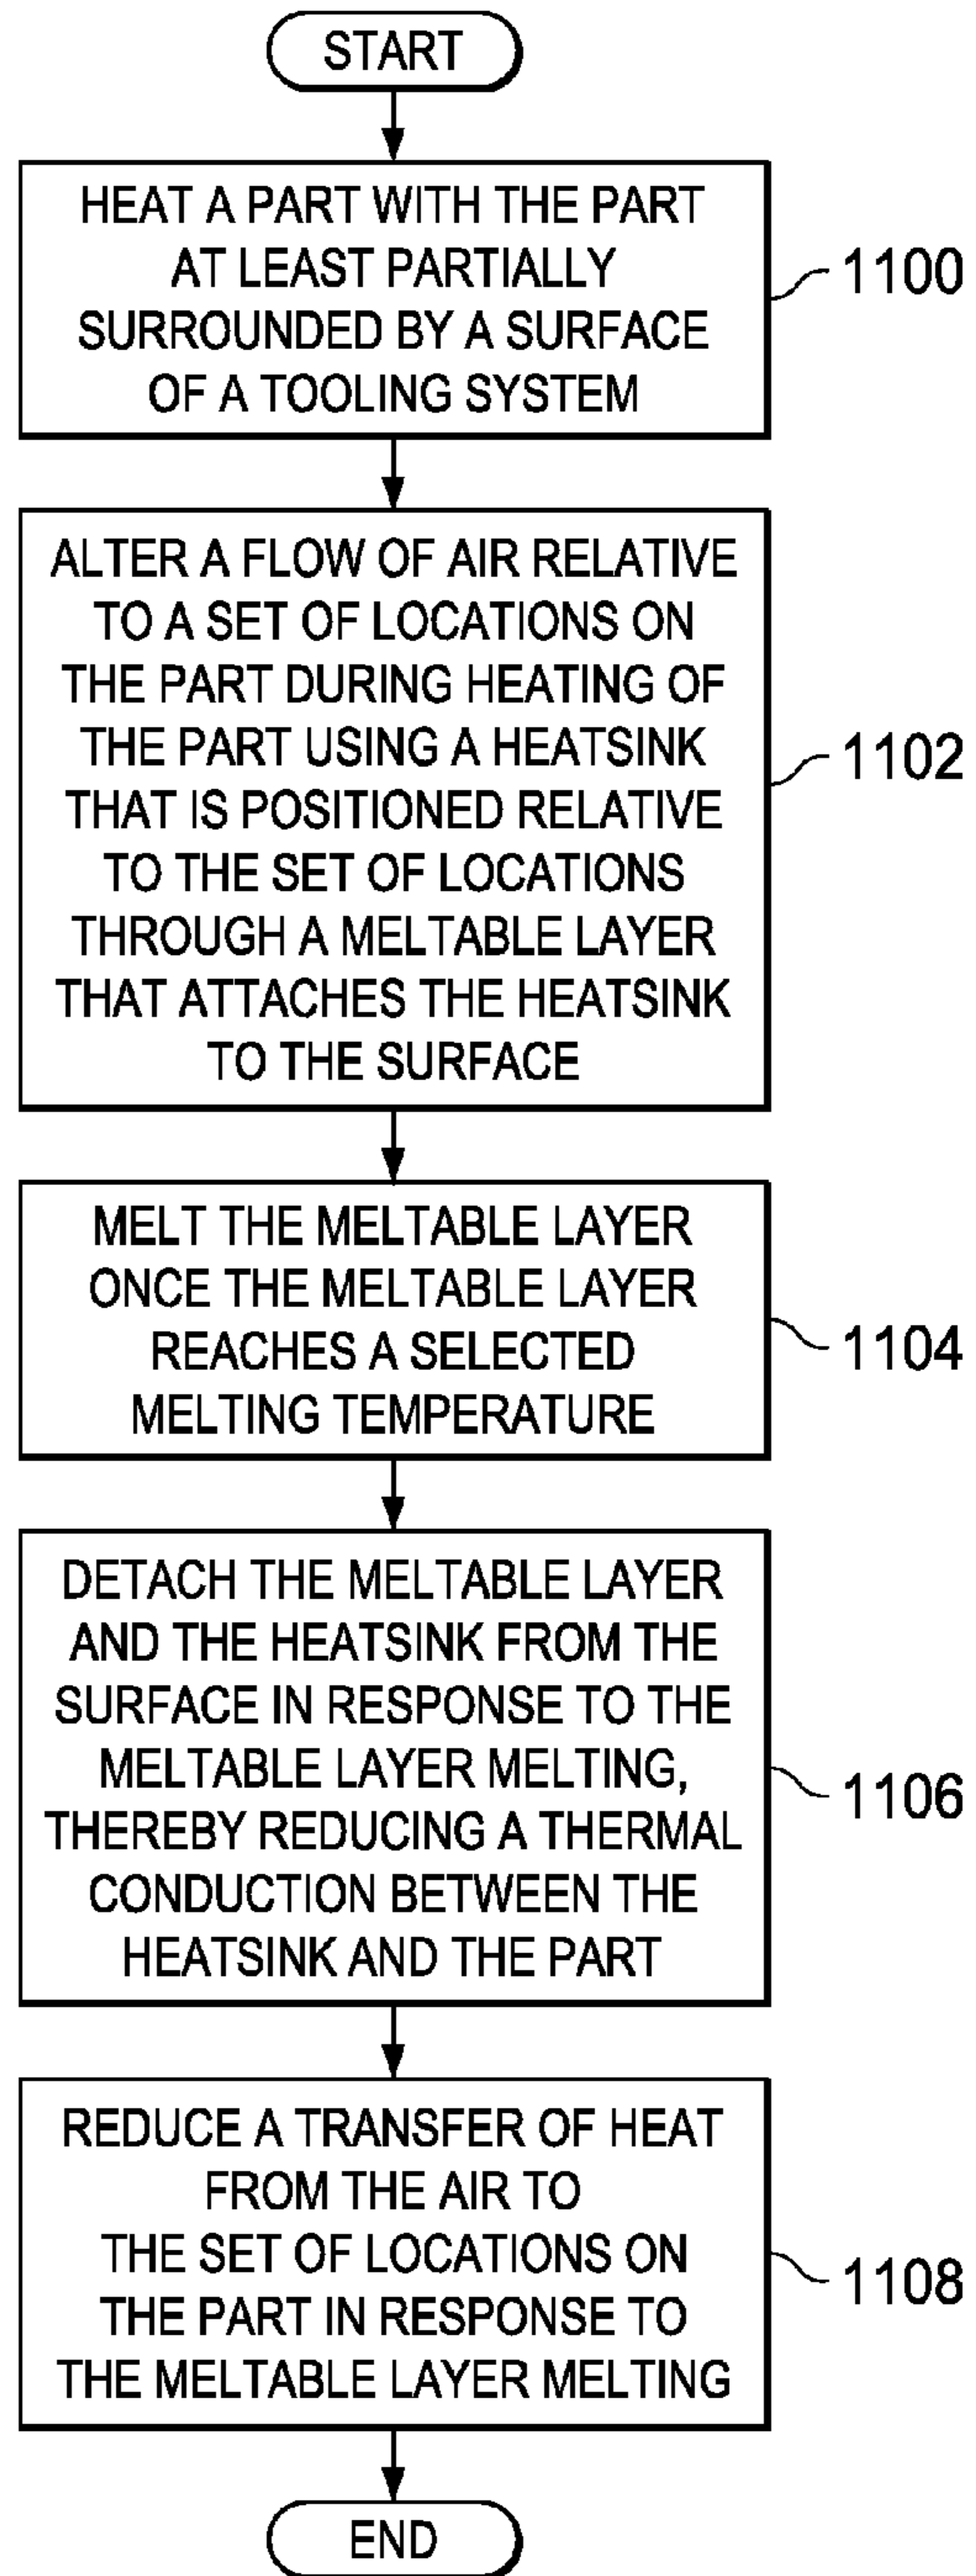 START
HEAT A PART WITH THE PART
AT LEAST PARTIALLY
SURROUNDED BY A SURFACE
OF A TOOLING SYSTEM
1100
ALTER A FLOW OF AIR RELATIVE
TO A SET OF LOCATIONS ON
THE PART DURING HEATING OF
THE PART USING A HEATSINK
THAT IS POSITIONED RELATIVE
TO THE SET OF LOCATIONS
THROUGH A MELTABLE LAYER
THAT ATTACHES THE HEATSINK
TO THE SURFACE
1102
MELT THE MELTABLE LAYER
ONCE THE MELTABLE LAYER
REACHES A SELECTED
MELTING TEMPERATURE
1104
DETACH THE MELTABLE LAYER
AND THE HEATSINK FROM THE
SURFACE IN RESPONSE TO THE
MELTABLE LAYER MELTING,
THEREBY REDUCING A THERMAL
CONDUCTION BETWEEN THE
HEATSINK AND THE PART
1106
REDUCE A TRANSFER OF HEAT
FROM THE AIR TO
THE SET OF LOCATIONS ON
THE PART IN RESPONSE TO
THE MELTABLE LAYER MELTING
1108
END